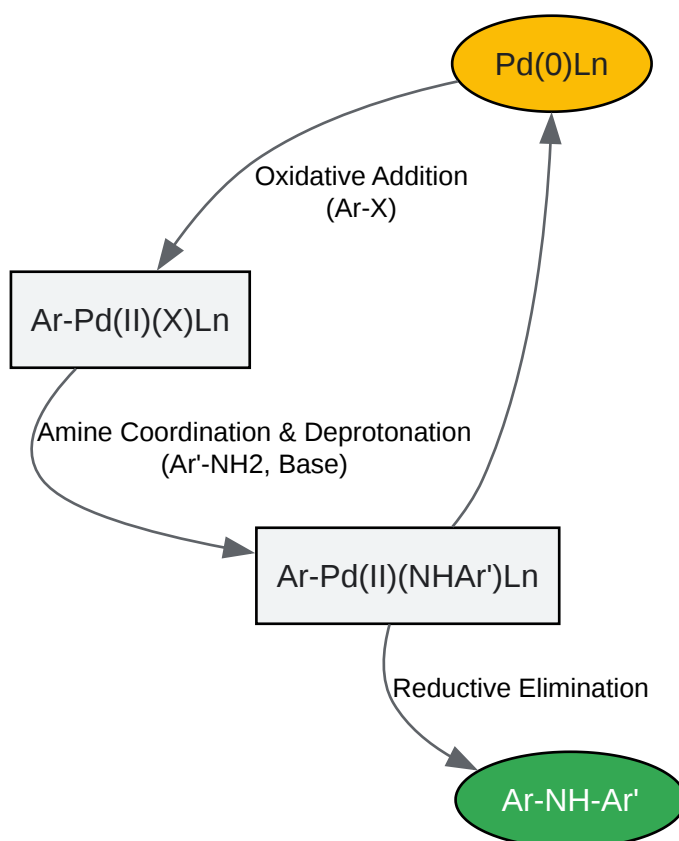 Pd(0)Ln
Oxidative Addition
(Ar-X)
Ar-Pd(II)(X)Ln
Amine Coordination & Deprotonation
(Ar'-NH2, Base)
Ar-Pd(II)(NHAr')Ln
Reductive Elimination
Ar-NH-Ar'